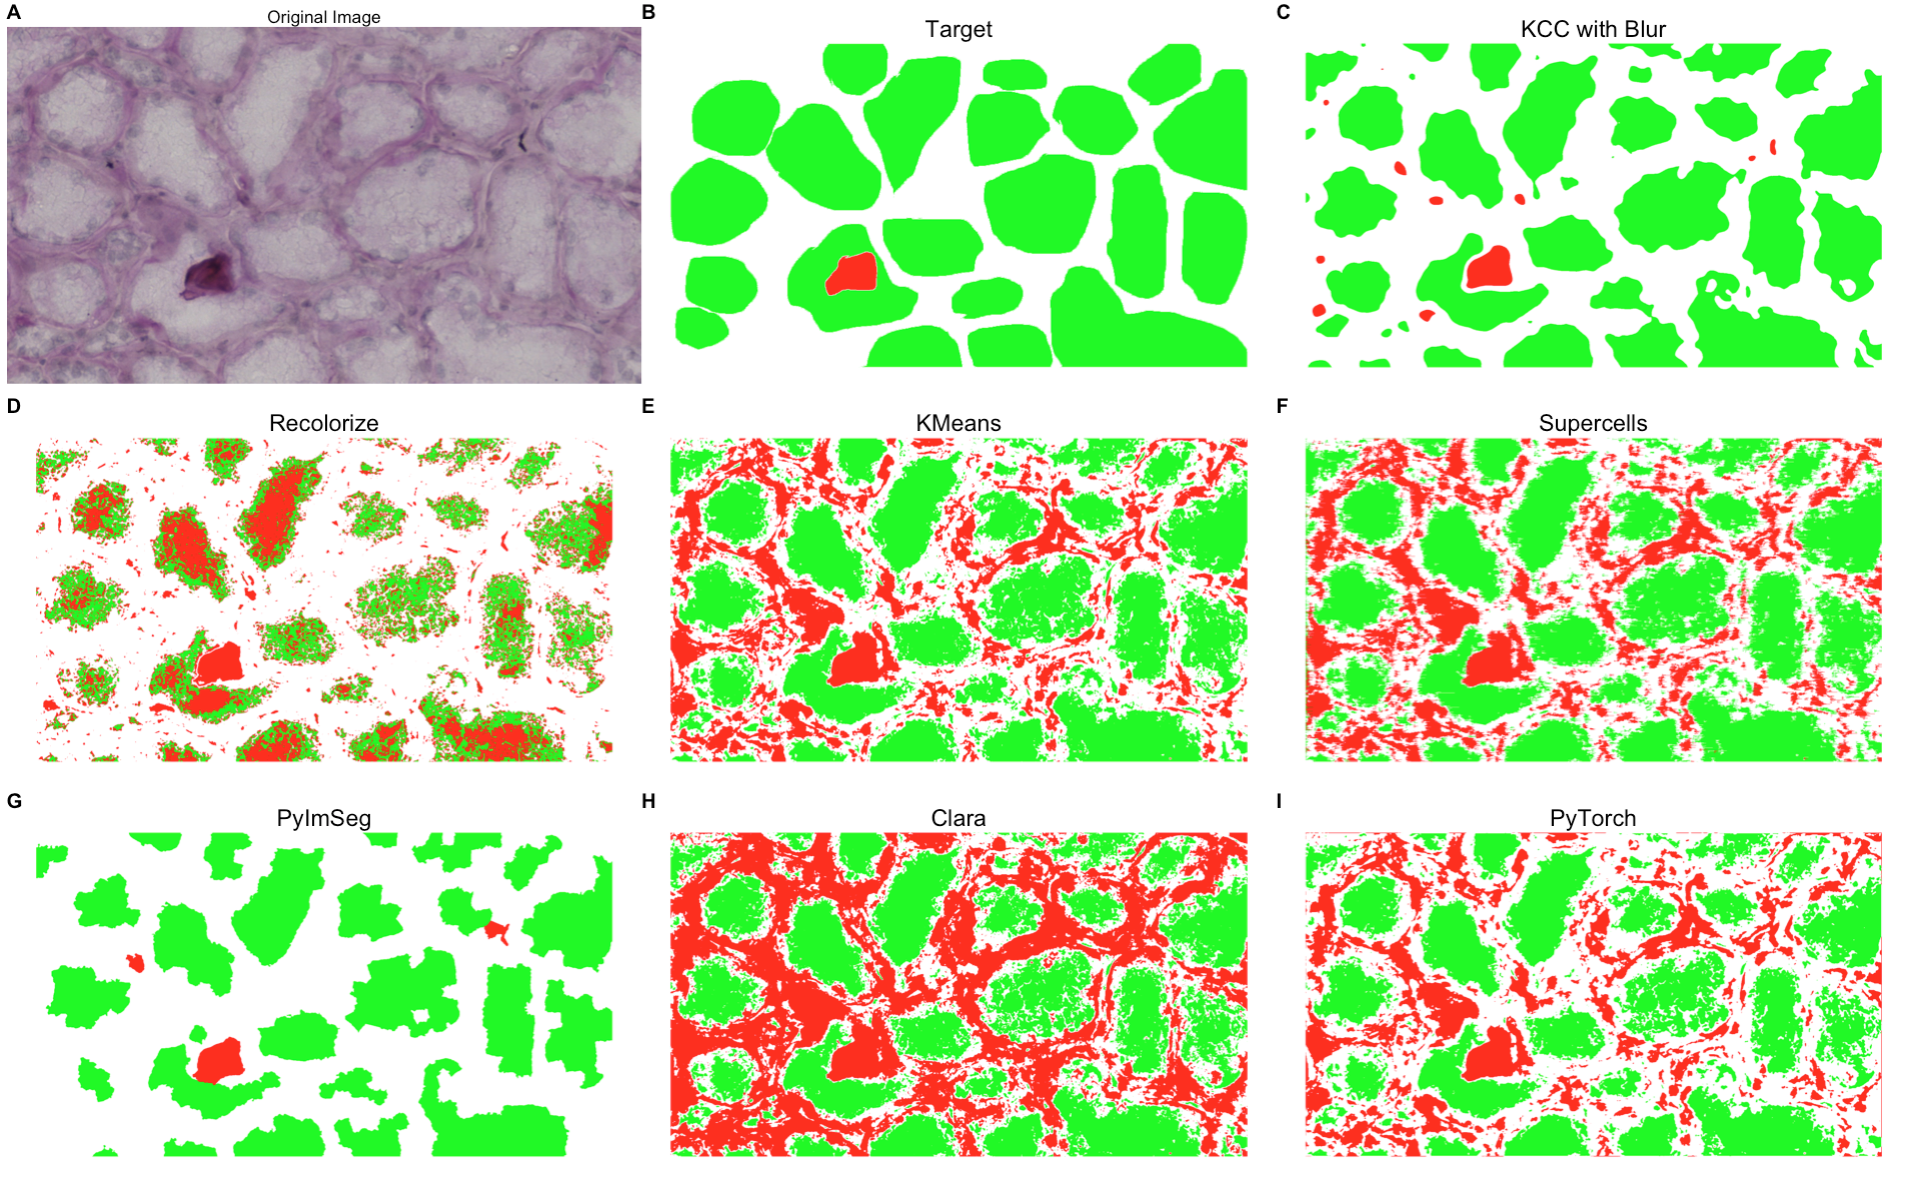 A
Original Image
B
Target
C
KCC with Blur
D
Recolorize
E
KMeans
F
Supercells
G
PyImSeg
H
Clara
I
PyTorch